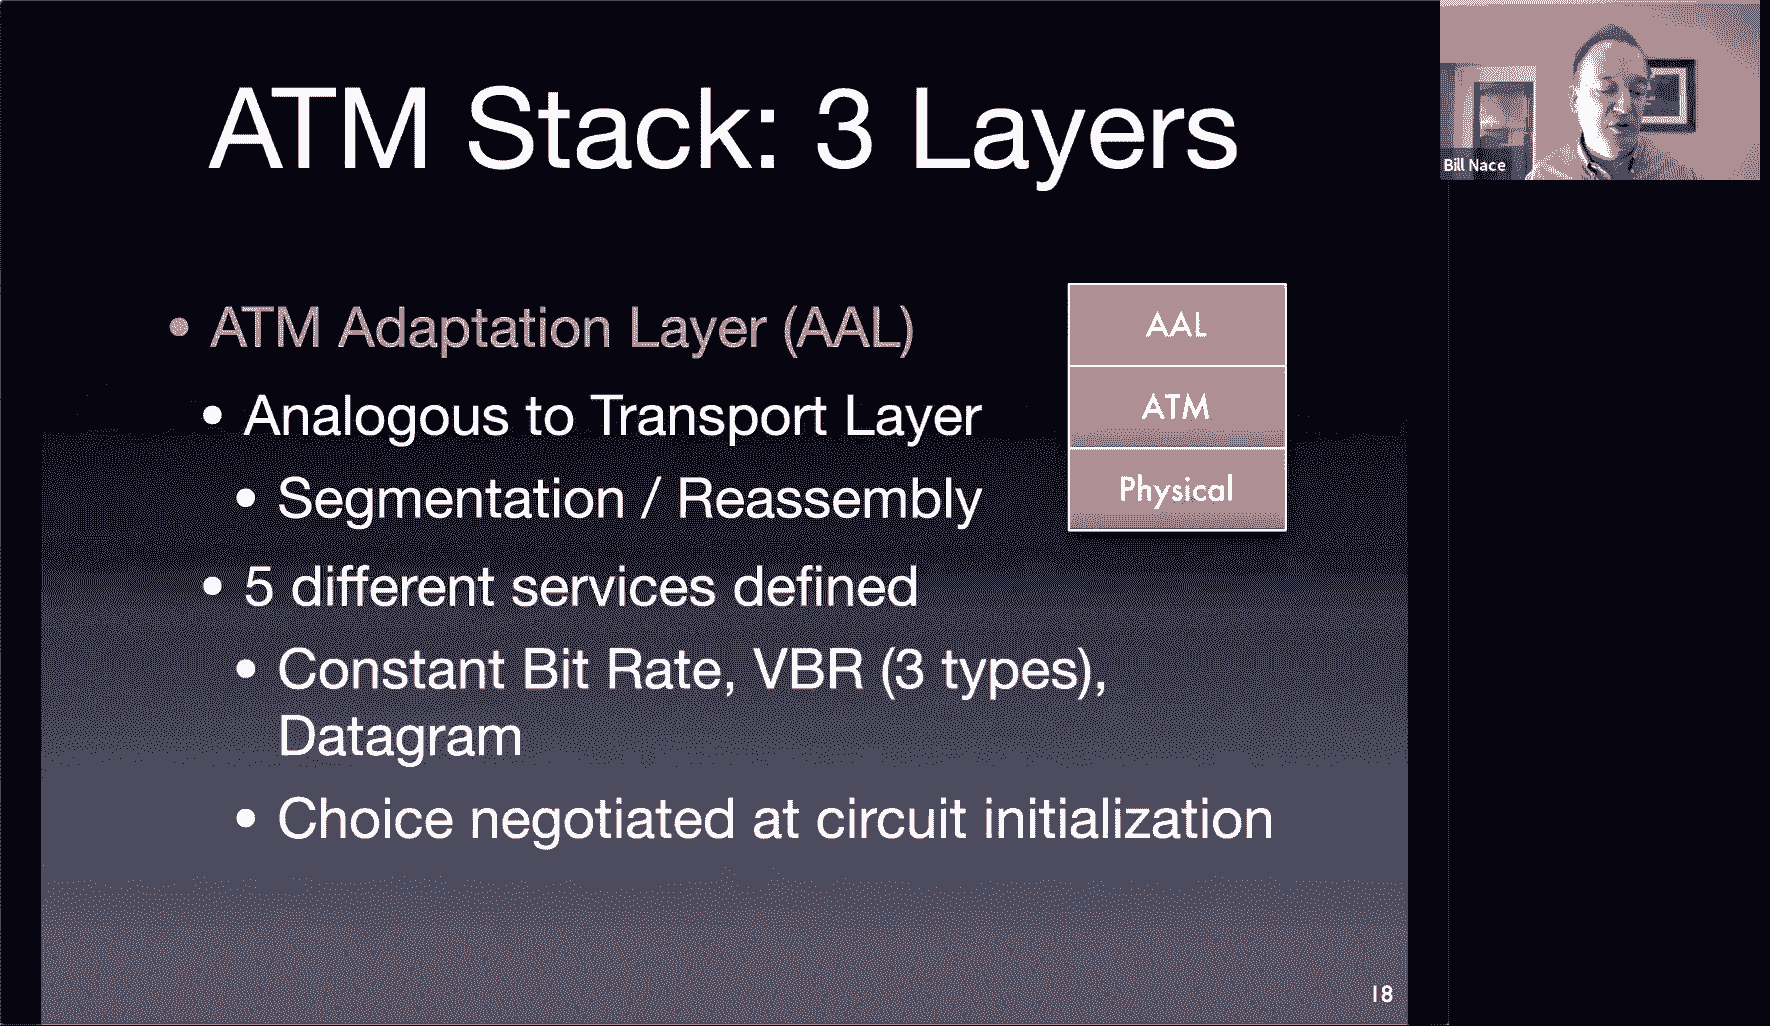 ATM Stack: 3 Layers
Bill Nace
• ATM Adaptation Layer (AAL)
• Analogous to Transport Layer
• Segmentation / Reassembly
• 5 different services defined
• Constant Bit Rate, VBR (3 types),
Datagram
• Choice negotiated at circuit initialization
AAL
ATM
Physical
18